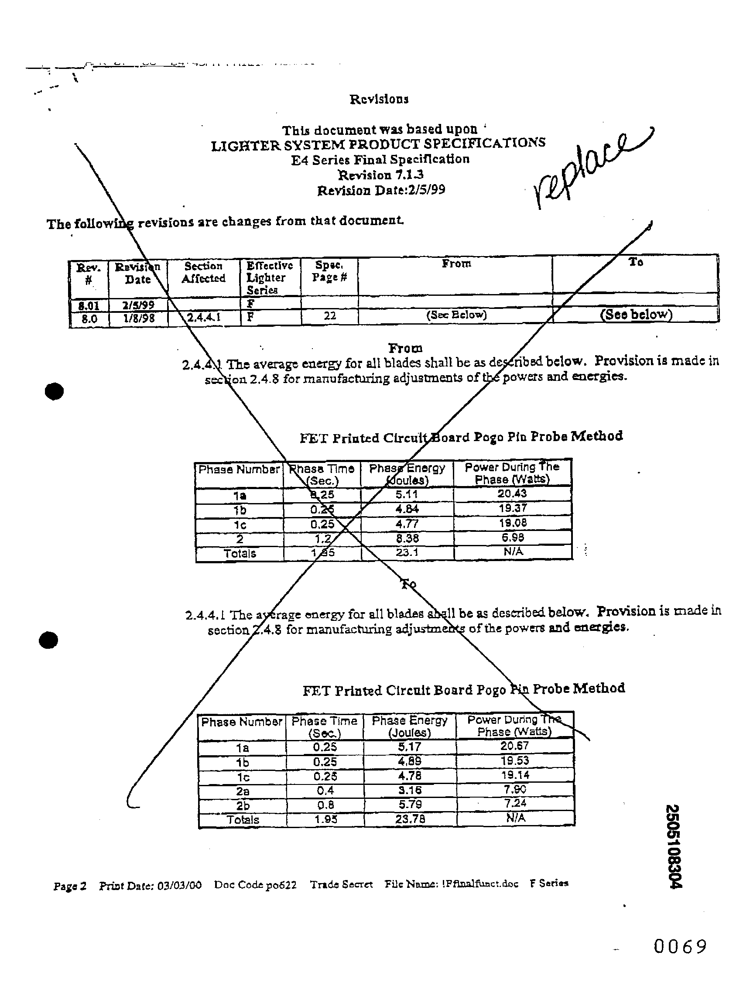 Revisions
This document was based upon
LIGHTER SYSTEM PRODUCT SPECIFICATIONS
E4 Series Final Specification
Revision 7.1.3
Revision Date:2/5/99
replace
The following revisions are changes from that document.
Rev. # Revision Date Section Affected Effective Lighter Series Spec. Page # From To
8.01 2/5/99 F
8.0 1/8/98 2.4.4.1 F 22 (See Below) (See below)
From
2.4.4.1 The average energy for all blades shall be as described below. Provision is made in
section 2.4.8 for manufacturing adjustments of the powers and energies.
FET Printed Circuit Board Pogo Pin Probe Method
Phase Number Phase Time (Sec.) Phase Energy (Joules) Power During The Phase (Watts)
1a 0.25 5.11 20.43
1b 0.25 4.84 19.37
1c 0.25 4.77 19.08
2 1.2 8.38 6.98
Totals 1.95 23.1 N/A
To
2.4.4.1 The average energy for all blades shall be as described below. Provision is made in
section 2.4.8 for manufacturing adjustments of the powers and energies.
FET Printed Circuit Board Pogo Pin Probe Method
Phase Number Phase Time (Sec.) Phase Energy (Joules) Power During The Phase (Watts)
1a 0.25 5.17 20.67
1b 0.25 4.89 19.53
1c 0.25 4.78 19.14
2a 0.4 3.16 7.90
2b 0.8 5.79 7.24
Totals 1.95 23.78 N/A
2505108304
Page 2 Print Date: 03/03/00 Doc Code po622 Trade Secret File Name: !Ffinalfunct.doc F Series
0069